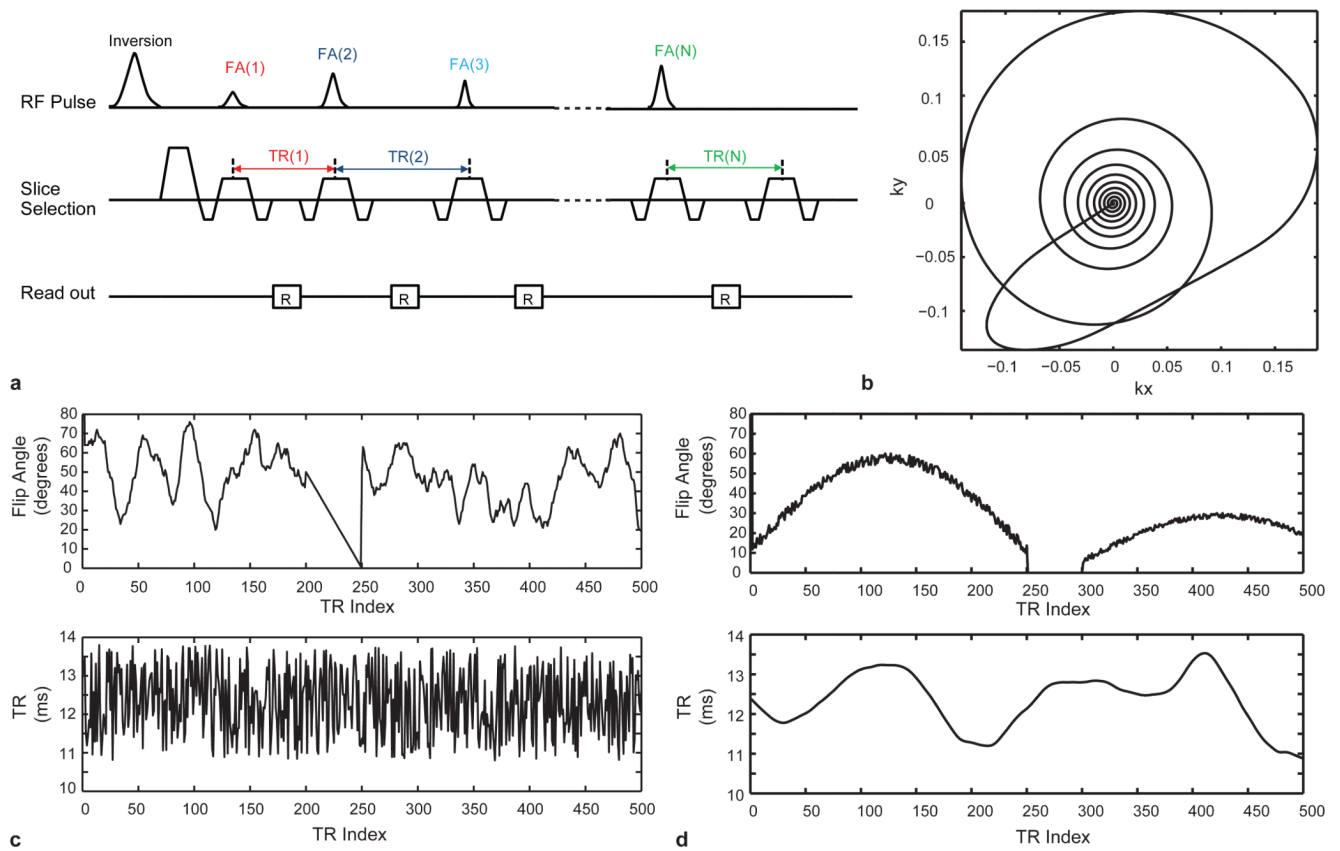 Inversion
FA(1)
FA(2)
FA(3)
FA(N)
RF Pulse
TR(1)
TR(2)
TR(N)
Slice
Selection
Read out
R
R
R
R
a
0.15
0.1
0.05
0
−0.05
−0.1
ky
−0.1
−0.05
0
0.05
0.1
0.15
kx
b
80
70
60
50
40
30
20
10
0
Flip Angle
(degrees)
0
50
100
150
200
250
300
350
400
450
500
TR Index
14
13
12
11
10
TR
(ms)
0
50
100
150
200
250
300
350
400
450
500
TR Index
c
80
60
50
40
30
20
10
0
Flip Angle
(degrees)
0
50
100
150
200
250
300
350
400
450
500
TR Index
14
13
12
11
10
TR
(ms)
0
50
100
150
200
250
300
350
400
450
500
TR Index
d